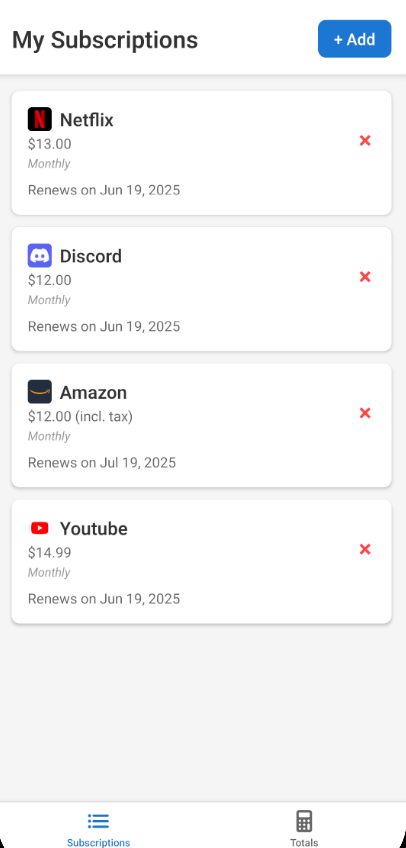 My Subscriptions
+ Add
Netflix
$13.00
Monthly
Renews on Jun 19, 2025
Discord
$12.00
Monthly
Renews on Jun 19, 2025
Amazon
$12.00 (incl. tax)
Monthly
Renews on Jul 19, 2025
Youtube
$14.99
Monthly
Renews on Jun 19, 2025
Subscriptions
Totals